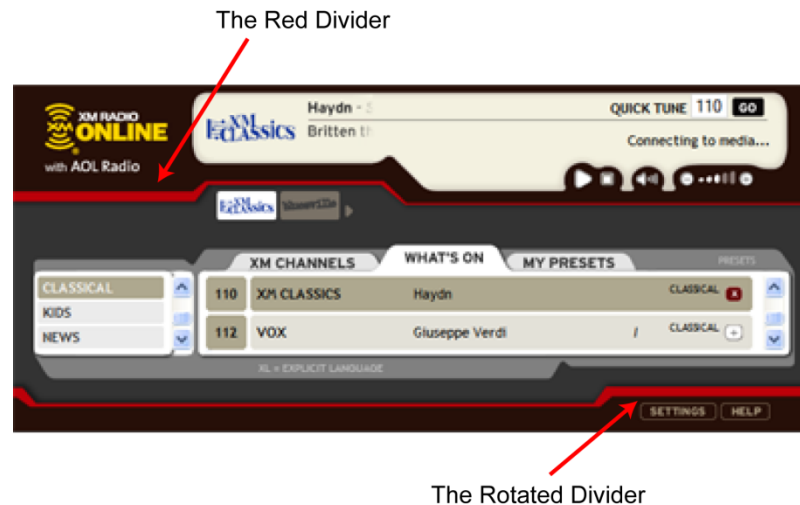 The Red Divider
XM RADIO
ONLINE
with AOL Radio
XM
CLASSICS
Haydn -
Britten
QUICK TUNE 110 GO
Connecting to media...
XM
CLASSICS
XM CHANNELS WHAT'S ON MY PRESETS PRESETS
CLASSICAL
KIDS
NEWS
110 XM CLASSICS Haydn CLASSICAL x
112 VOX Giuseppe Verdi / CLASSICAL +
XL = EXPLICIT LANGUAGE
SETTINGS HELP
The Rotated Divider